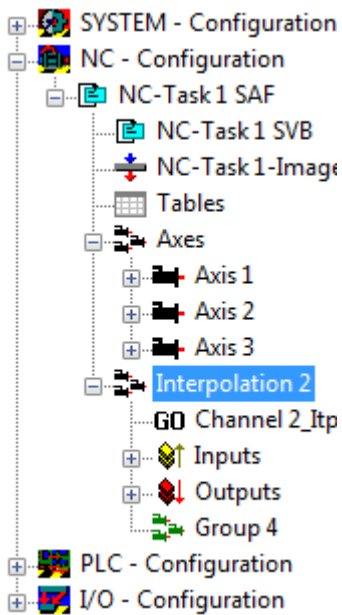 SYSTEM - Configuration
NC - Configuration
NC-Task 1 SAF
NC-Task 1 SVB
NC-Task 1-Image
Tables
Axes
Axis 1
Axis 2
Axis 3
Interpolation 2
GO Channel 2_Itp
Inputs
Outputs
Group 4
PLC - Configuration
I/O - Configuration